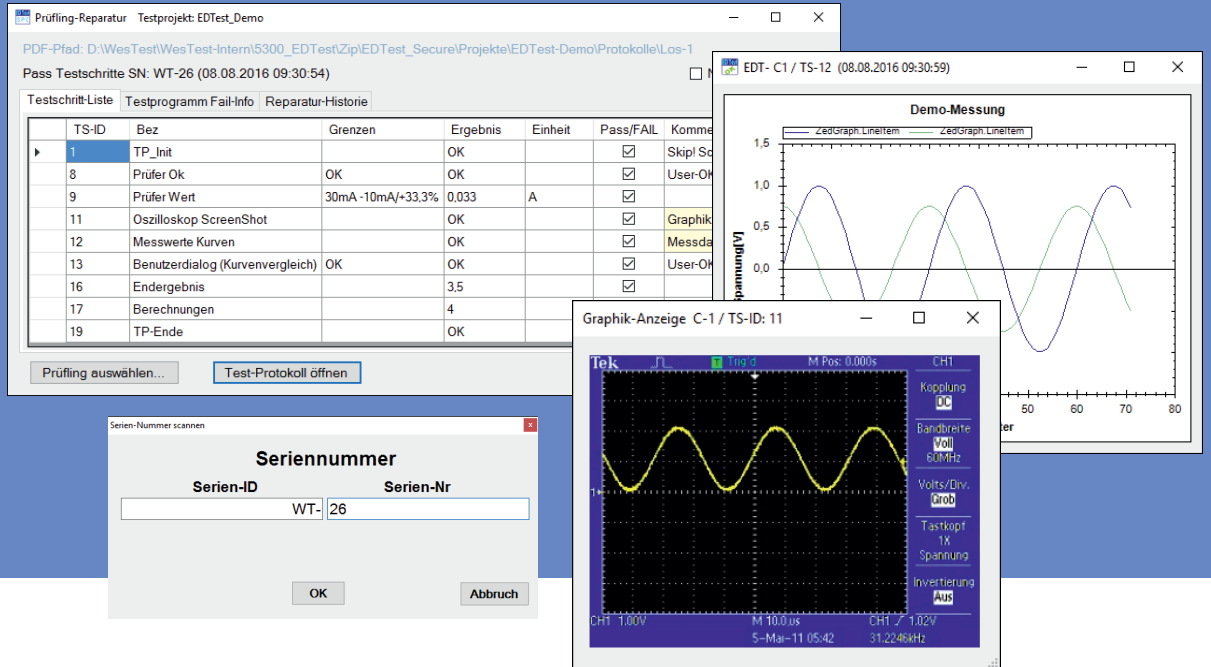 Prüfling-Reparatur Testprojekt: EDTest_Demo
PDF-Pfad: D:\WesTest\WesTest-Intern\5300_EDTest\Zip\EDTest_Secure\Projekte\EDTest-Demo\Protokolle\Los-1
Pass Testschritte SN: WT-26 (08.08.2016 09:30:54)
Testschritt-Liste Testprogramm Fail-Info Reparatur-Historie
TS-ID Bez Grenzen Ergebnis Einheit Pass/FAIL Komme
1 TP_Init OK Skip! Sc
8 Prüfer Ok OK OK User-OK
9 Prüfer Wert 30mA -10mA/+33,3% 0,033 A
11 Oszilloskop ScreenShot OK Graphik
12 Messwerte Kurven OK Messda
13 Benutzerdialog (Kurvenvergleich) OK OK User-OK
16 Endergebnis 3,5
17 Berechnungen 4
19 TP-Ende OK
Prüfling auswählen... Test-Protokoll öffnen
EDT- C1 / TS-12 (08.08.2016 09:30:59)
Demo-Messung
ZedGraph.LineItem ZedGraph.LineItem
1,5
1,0
0,5
0,0
pannung[V]
50 60 70 80
ter
Graphik-Anzeige C-1 / TS-ID: 11
Tek T Trig'd M Pos: 0.000s CH1
Kopplung
DC
Bandbreite
Voll
60MHz
Volts/Div.
Grob
Tastkopf
1X
Spannung
Invertierung
Aus
1
CH1 1.00V M 10.0us CH1 1.02V
5-Mai-11 05:42 31.2246kHz
Serien-Nummer scannen
Seriennummer
Serien-ID Serien-Nr
WT- 26
OK Abbruch